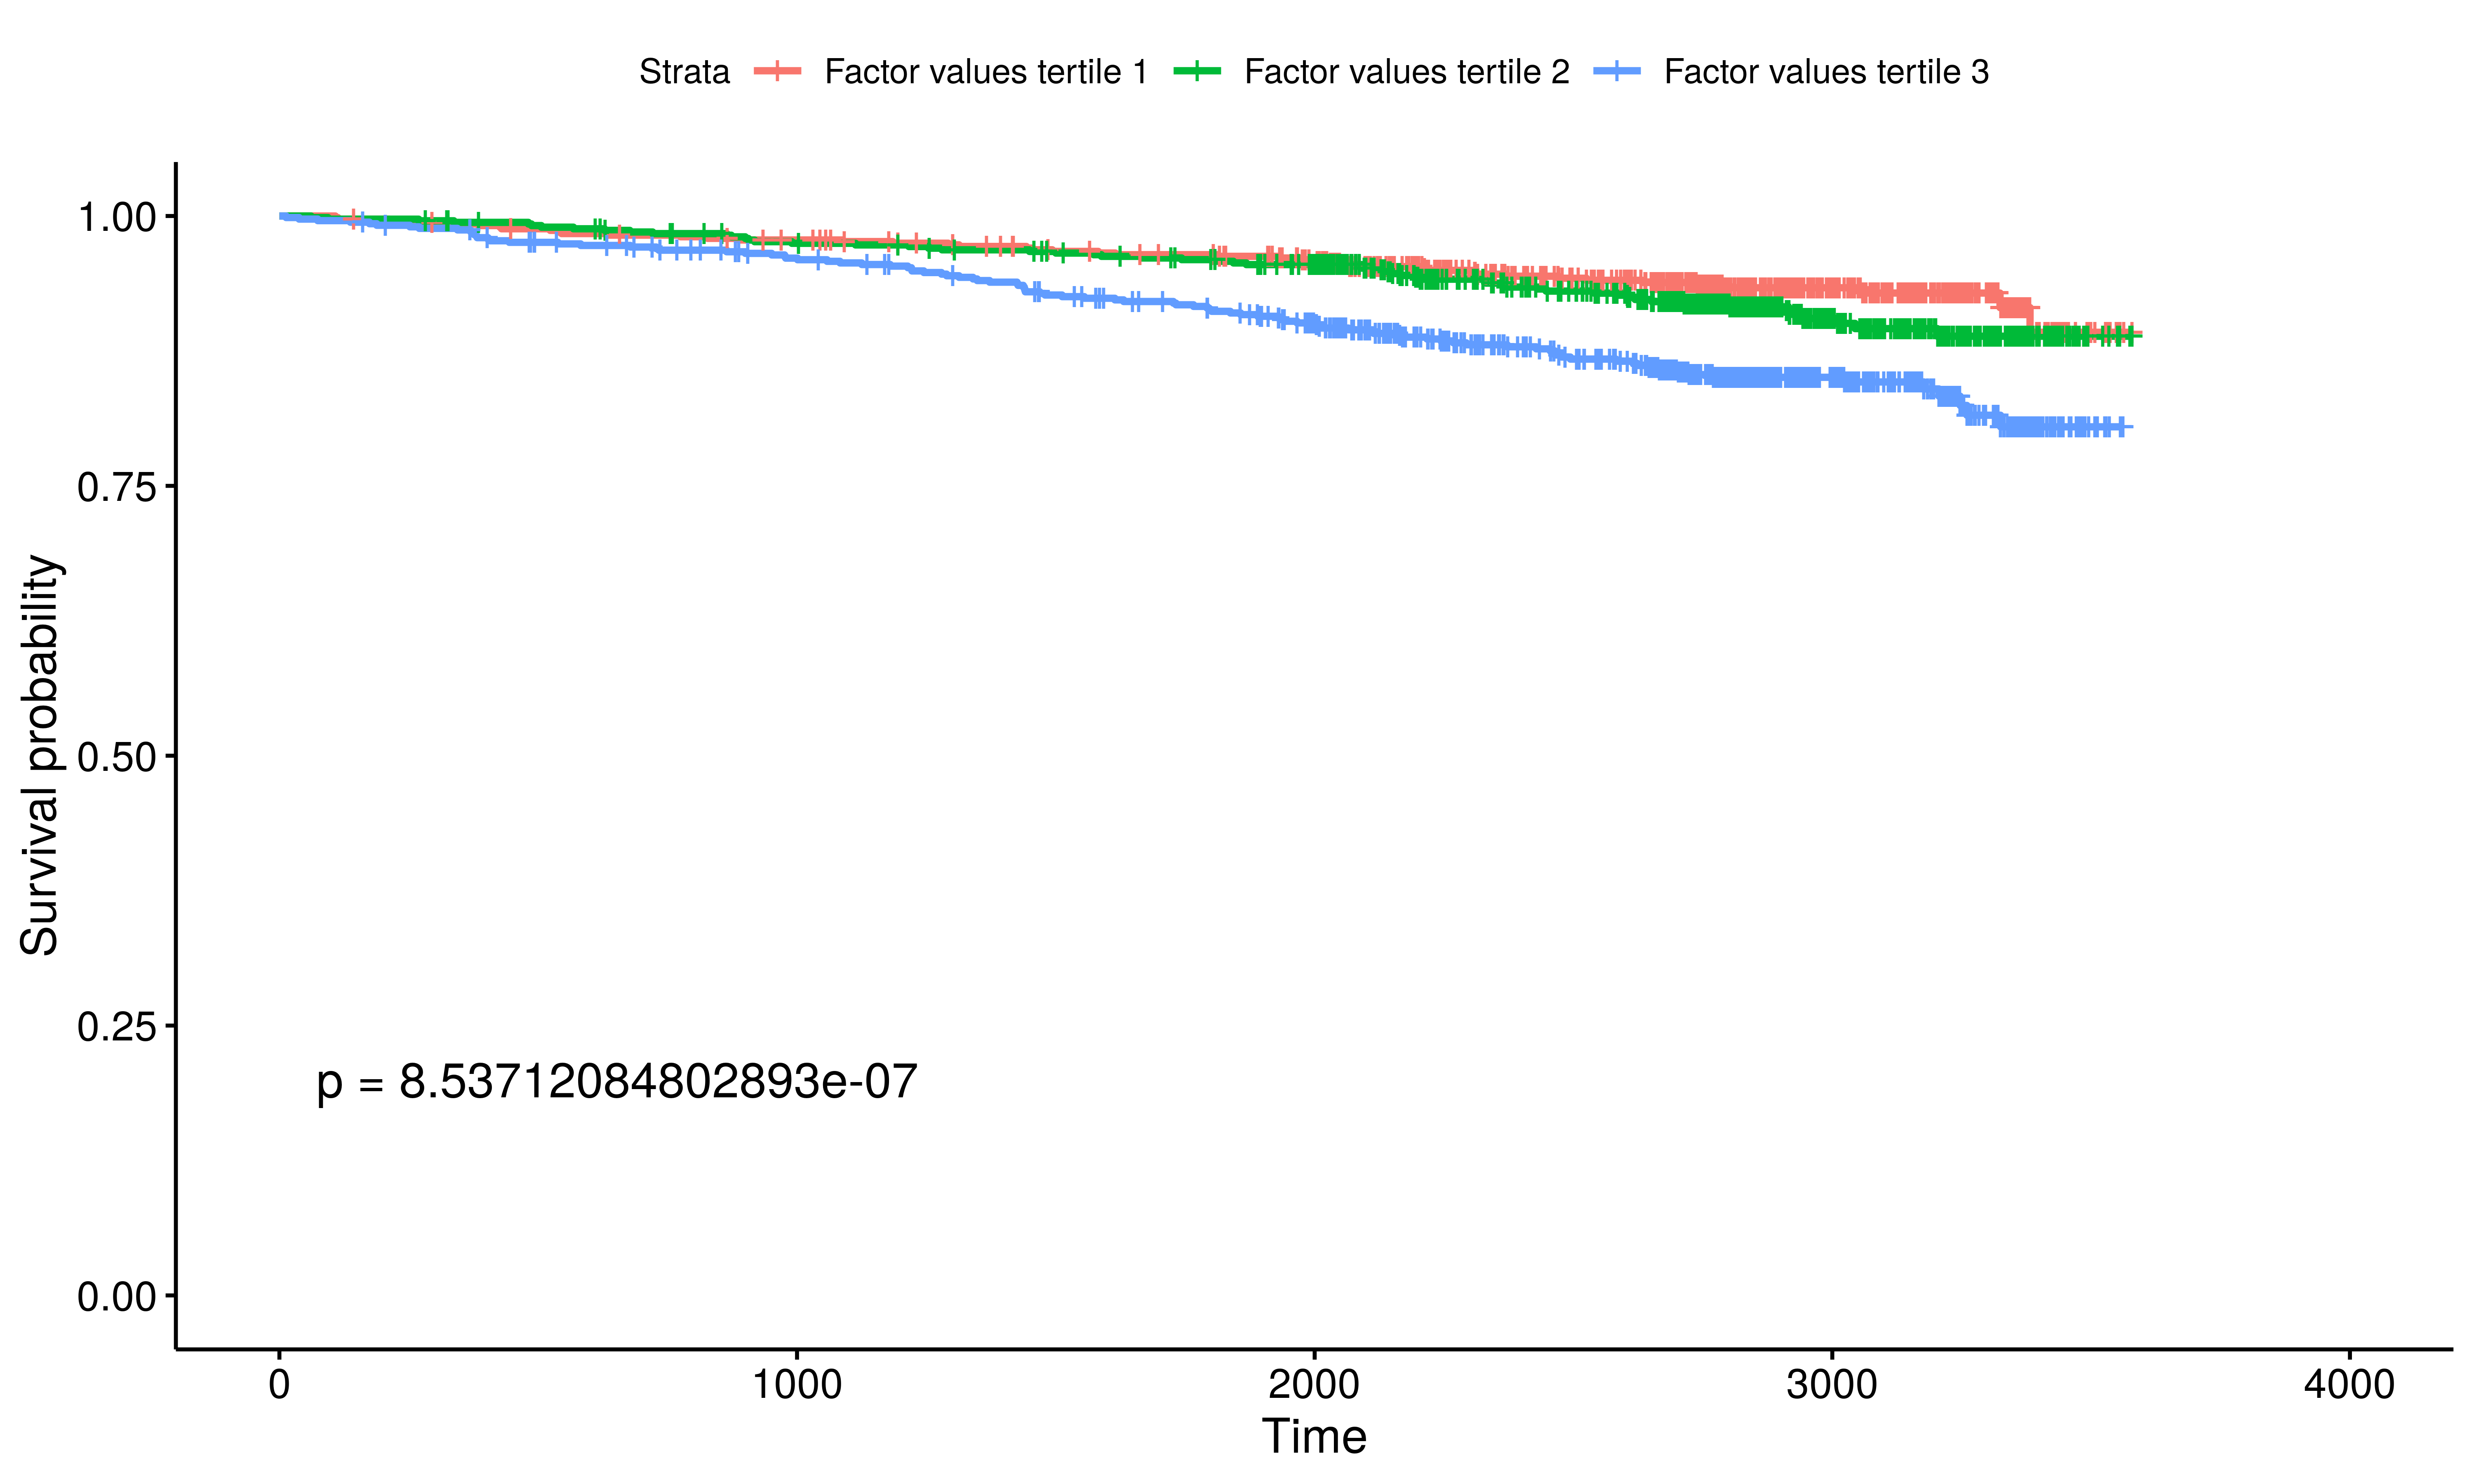 Strata Factor values tertile 1 Factor values tertile 2 Factor values tertile 3
Survival probability
1.00
0.75
0.50
0.25
0.00
p = 8.53712084802893e-07
0 1000 2000 3000 4000
Time